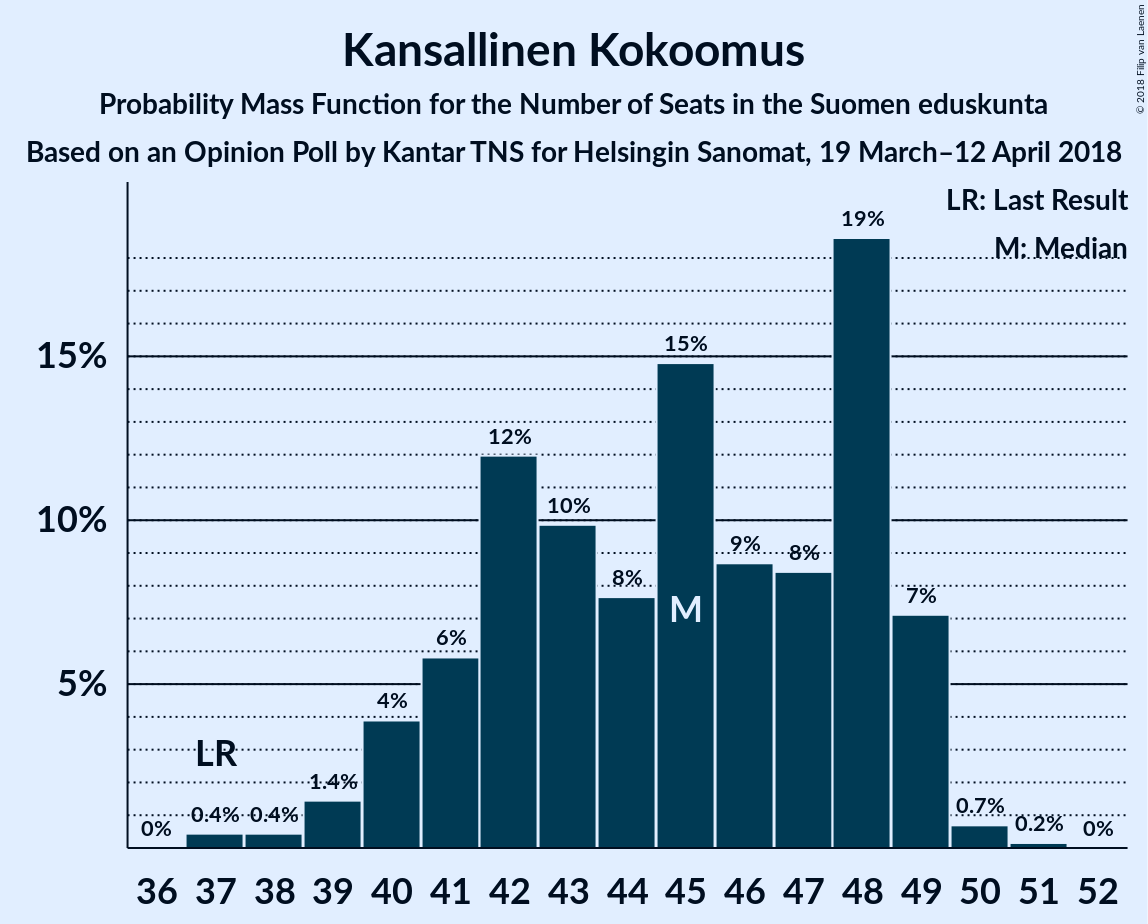 Kansallinen Kokoomus
Probability Mass Function for the Number of Seats in the Suomen eduskunta
Based on an Opinion Poll by Kantar TNS for Helsingin Sanomat, 19 March–12 April 2018
© 2018 Filip van Laenen
LR: Last Result
M: Median
19%
15%
15%
12%
10%
10%
9%
8%
8%
7%
M
6%
5%
4%
LR
1.4%
0.4%
0.4%
0.7%
0.2%
0%
0%
36 37 38 39 40 41 42 43 44 45 46 47 48 49 50 51 52